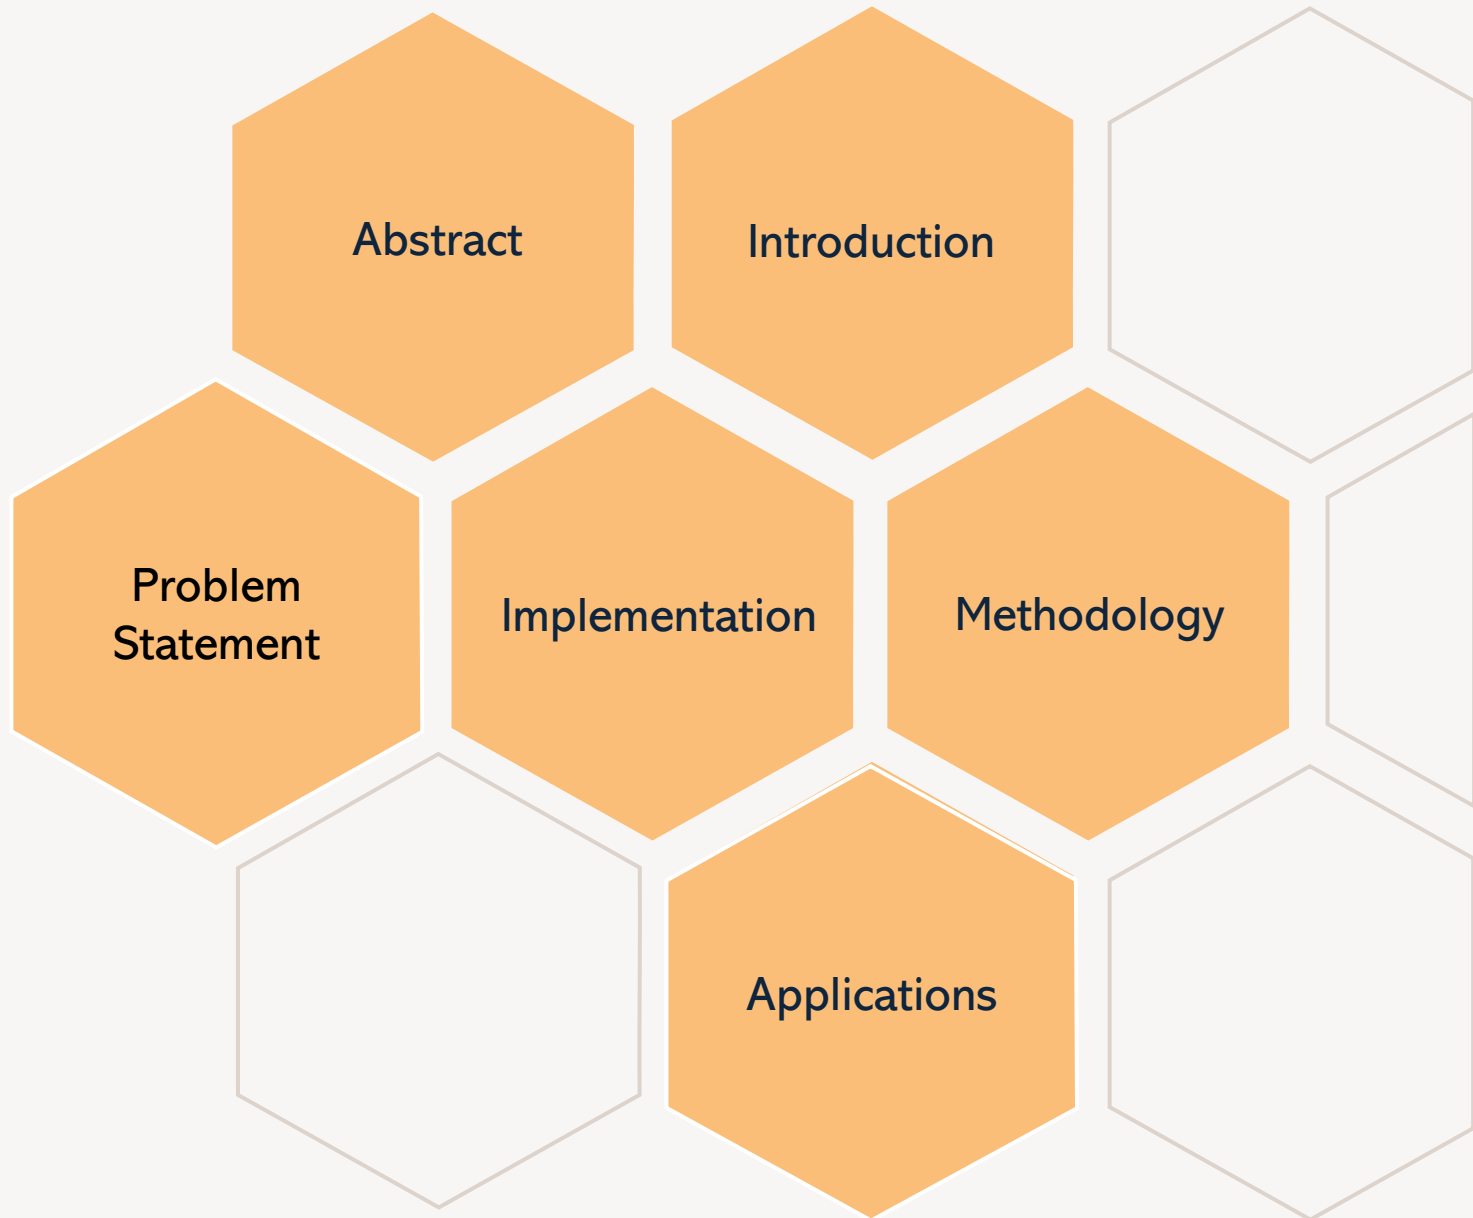 Abstract
Introduction
Problem
Statement
Implementation
Methodology
Applications